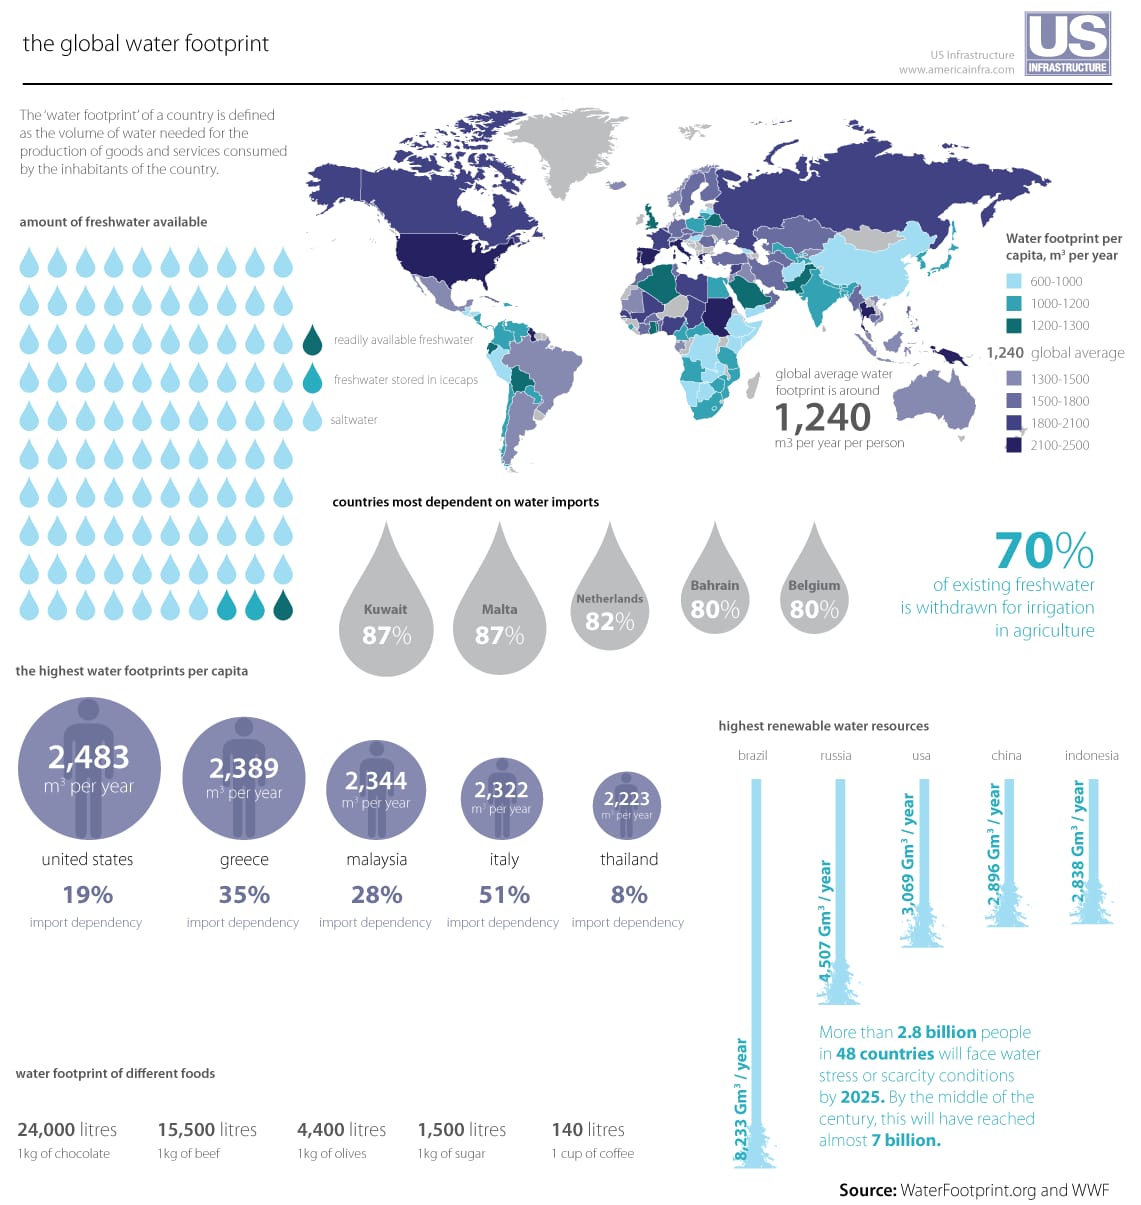 the global water footprint
US Infrastructure
www.americainfra.com
US
INFRASTRUCTURE
The 'water footprint' of a country is defined
as the volume of water needed for the
production of goods and services consumed
by the inhabitants of the country.
amount of freshwater available
readily available freshwater
freshwater stored in icecaps
saltwater
Water footprint per
capita, m³ per year
600-1000
1000-1200
1200-1300
1,240 global average
1300-1500
1500-1800
1800-2100
2100-2500
global average water
footprint is around
1,240
m3 per year per person
countries most dependent on water imports
Kuwait
87%
Malta
87%
Netherlands
82%
Bahrain
80%
Belgium
80%
70%
of existing freshwater
is withdrawn for irrigation
in agriculture
the highest water footprints per capita
2,483
m³ per year
united states
19%
import dependency
2,389
m³ per year
greece
35%
import dependency
2,344
m³ per year
malaysia
28%
import dependency
2,322
m³ per year
italy
51%
import dependency
2,223
m³ per year
thailand
8%
import dependency
highest renewable water resources
brazil
8,233 Gm³ / year
russia
4,507 Gm³ / year
usa
3,069 Gm³ / year
china
2,896 Gm³ / year
indonesia
2,838 Gm³ / year
More than 2.8 billion people
in 48 countries will face water
stress or scarcity conditions
by 2025. By the middle of the
century, this will have reached
almost 7 billion.
water footprint of different foods
24,000 litres
1kg of chocolate
15,500 litres
1kg of beef
4,400 litres
1kg of olives
1,500 litres
1kg of sugar
140 litres
1 cup of coffee
Source: WaterFootprint.org and WWF